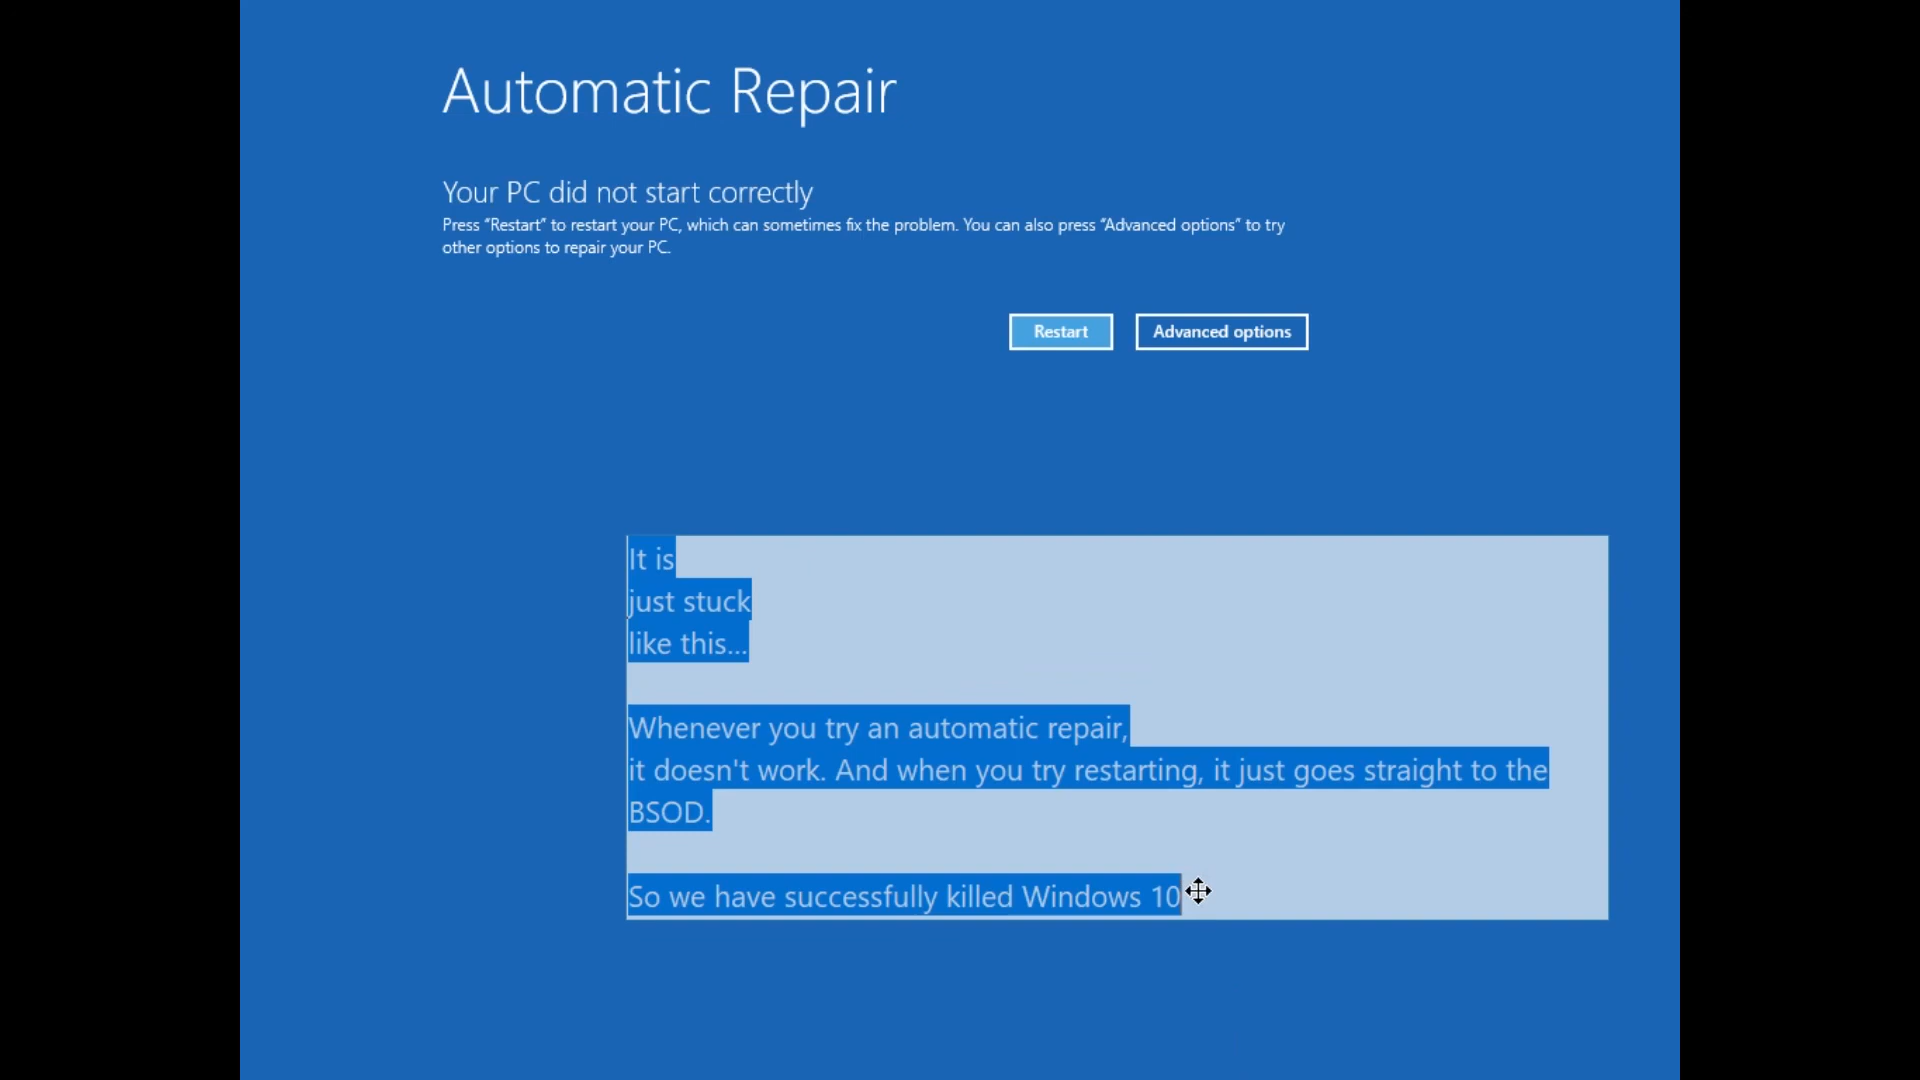 Automatic Repair
Your PC did not start correctly
Press “Restart” to restart your PC, which can sometimes fix the problem. You can also press “Advanced options” to try
other options to repair your PC.
Restart
Advanced options
It is
just stuck
like this...
Whenever you try an automatic repair,
it doesn't work. And when you try restarting, it just goes straight to the
BSOD.
So we have successfully killed Windows 10